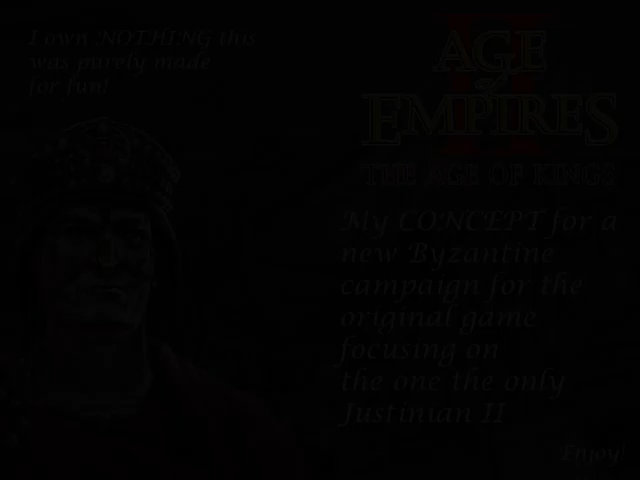 I own NOTHING this
was purely made
for fun!
AGE
of
EMPIRES
II
THE AGE OF KINGS
My CONCEPT for a
new Byzantine
campaign for the
original game
focusing on
the one the only
Justinian II
Enjoy!